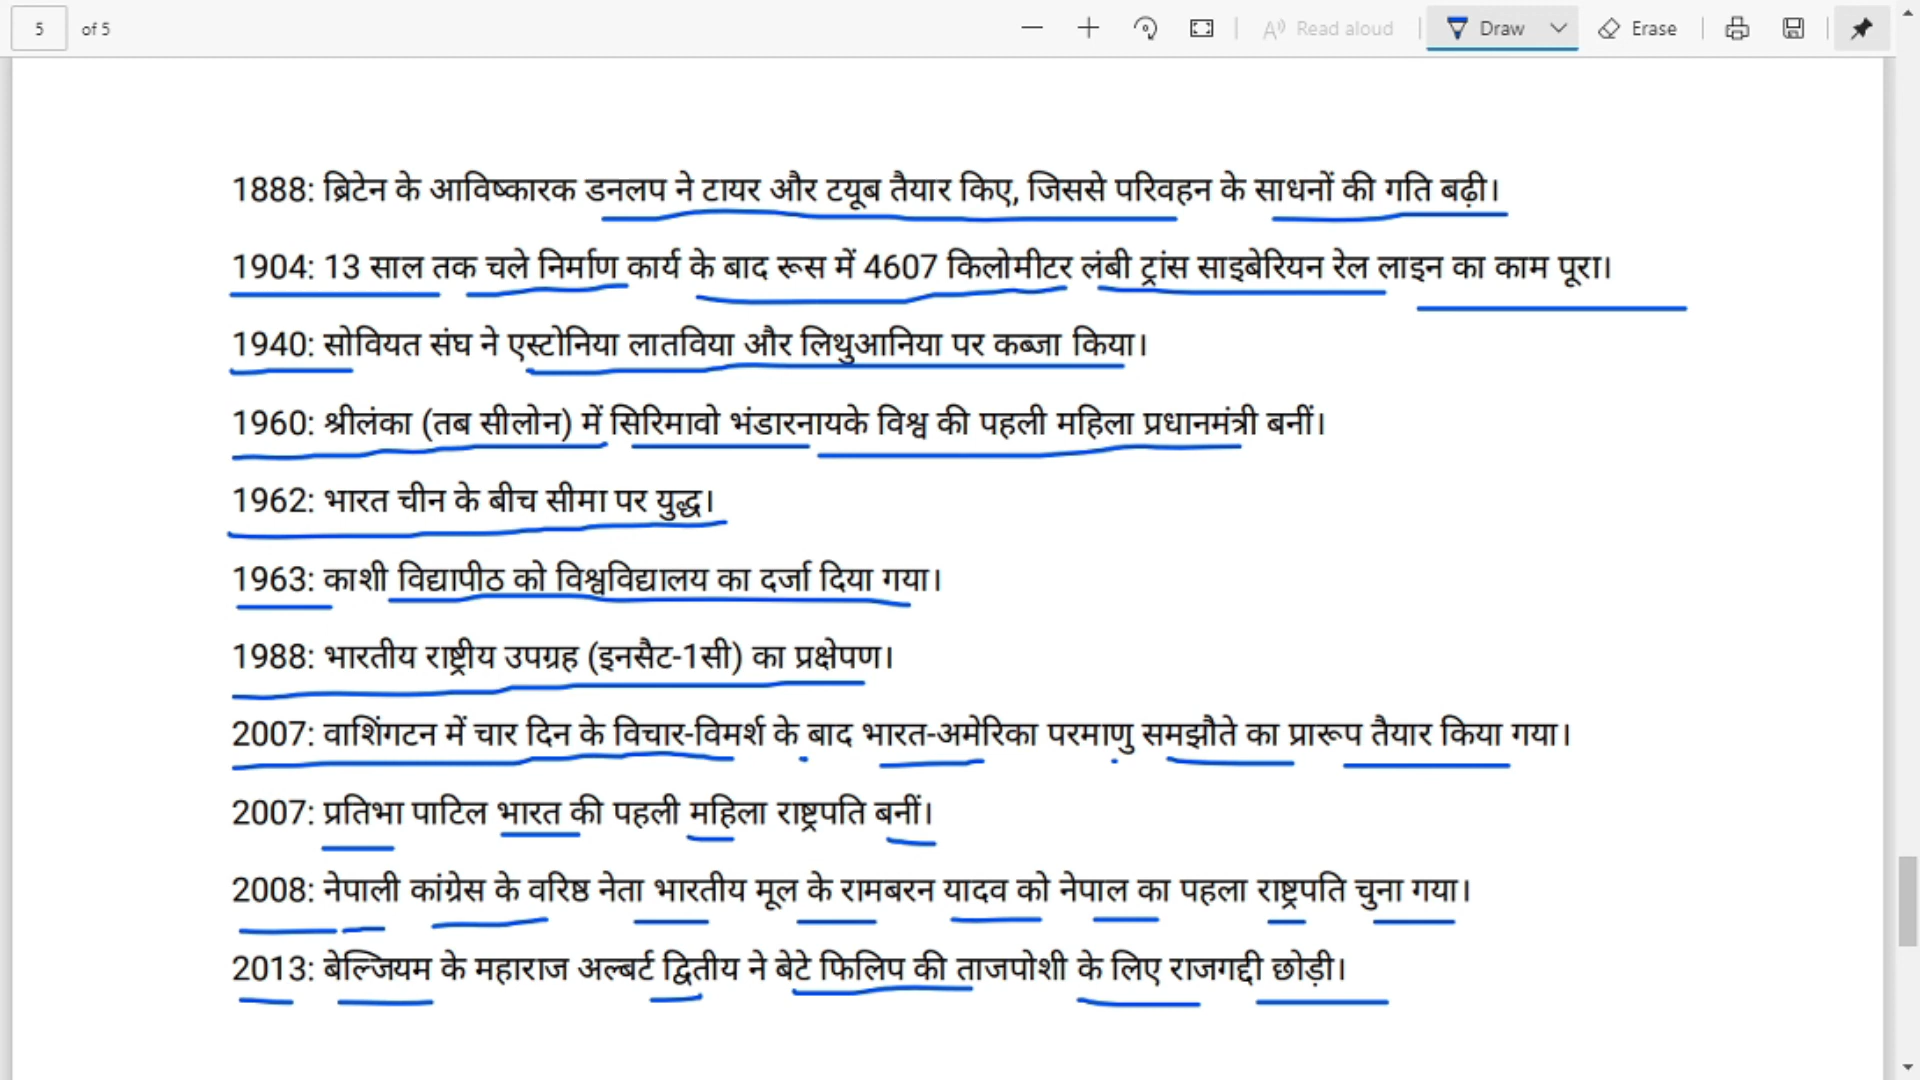 5 of 5 Read aloud Draw Erase
1888: ब्रिटेन के आविष्कारक डनलप ने टायर और टयूब तैयार किए, जिससे परिवहन के साधनों की गति बढ़ी।
1904: 13 साल तक चले निर्माण कार्य के बाद रूस में 4607 किलोमीटर लंबी ट्रांस साइबेरियन रेल लाइन का काम पूरा।
1940: सोवियत संघ ने एस्टोनिया लातविया और लिथुआनिया पर कब्जा किया।
1960: श्रीलंका (तब सीलोन) में सिरिमावो भंडारनायके विश्व की पहली महिला प्रधानमंत्री बनीं।
1962: भारत चीन के बीच सीमा पर युद्ध।
1963: काशी विद्यापीठ को विश्वविद्यालय का दर्जा दिया गया।
1988: भारतीय राष्ट्रीय उपग्रह (इनसैट-1सी) का प्रक्षेपण।
2007: वाशिंगटन में चार दिन के विचार-विमर्श के बाद भारत-अमेरिका परमाणु समझौते का प्रारूप तैयार किया गया।
2007: प्रतिभा पाटिल भारत की पहली महिला राष्ट्रपति बनीं।
2008: नेपाली कांग्रेस के वरिष्ठ नेता भारतीय मूल के रामबरन यादव को नेपाल का पहला राष्ट्रपति चुना गया।
2013: बेल्जियम के महाराज अल्बर्ट द्वितीय ने बेटे फिलिप की ताजपोशी के लिए राजगद्दी छोड़ी।